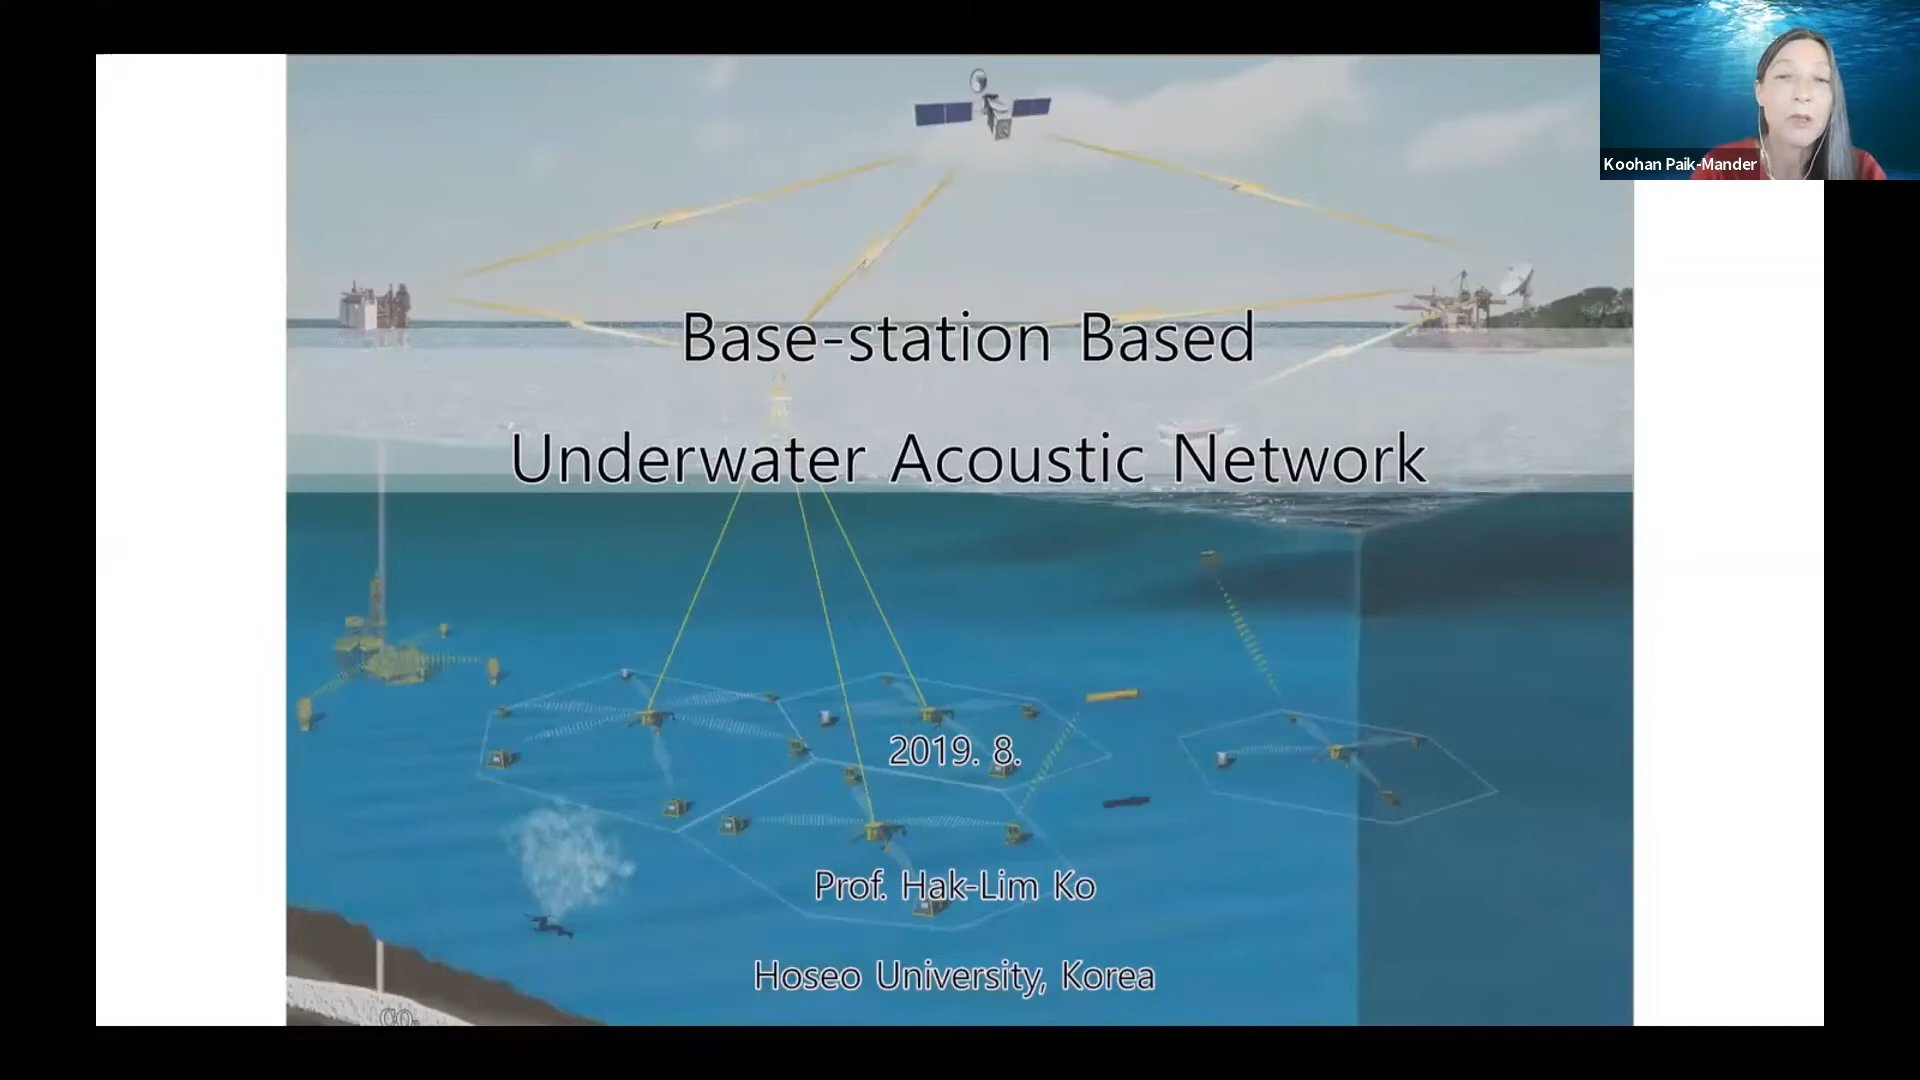 Koohan Paik-Mander
Base-station Based
Underwater Acoustic Network
2019. 8.
Prof. Hak-Lim Ko
Hoseo University, Korea